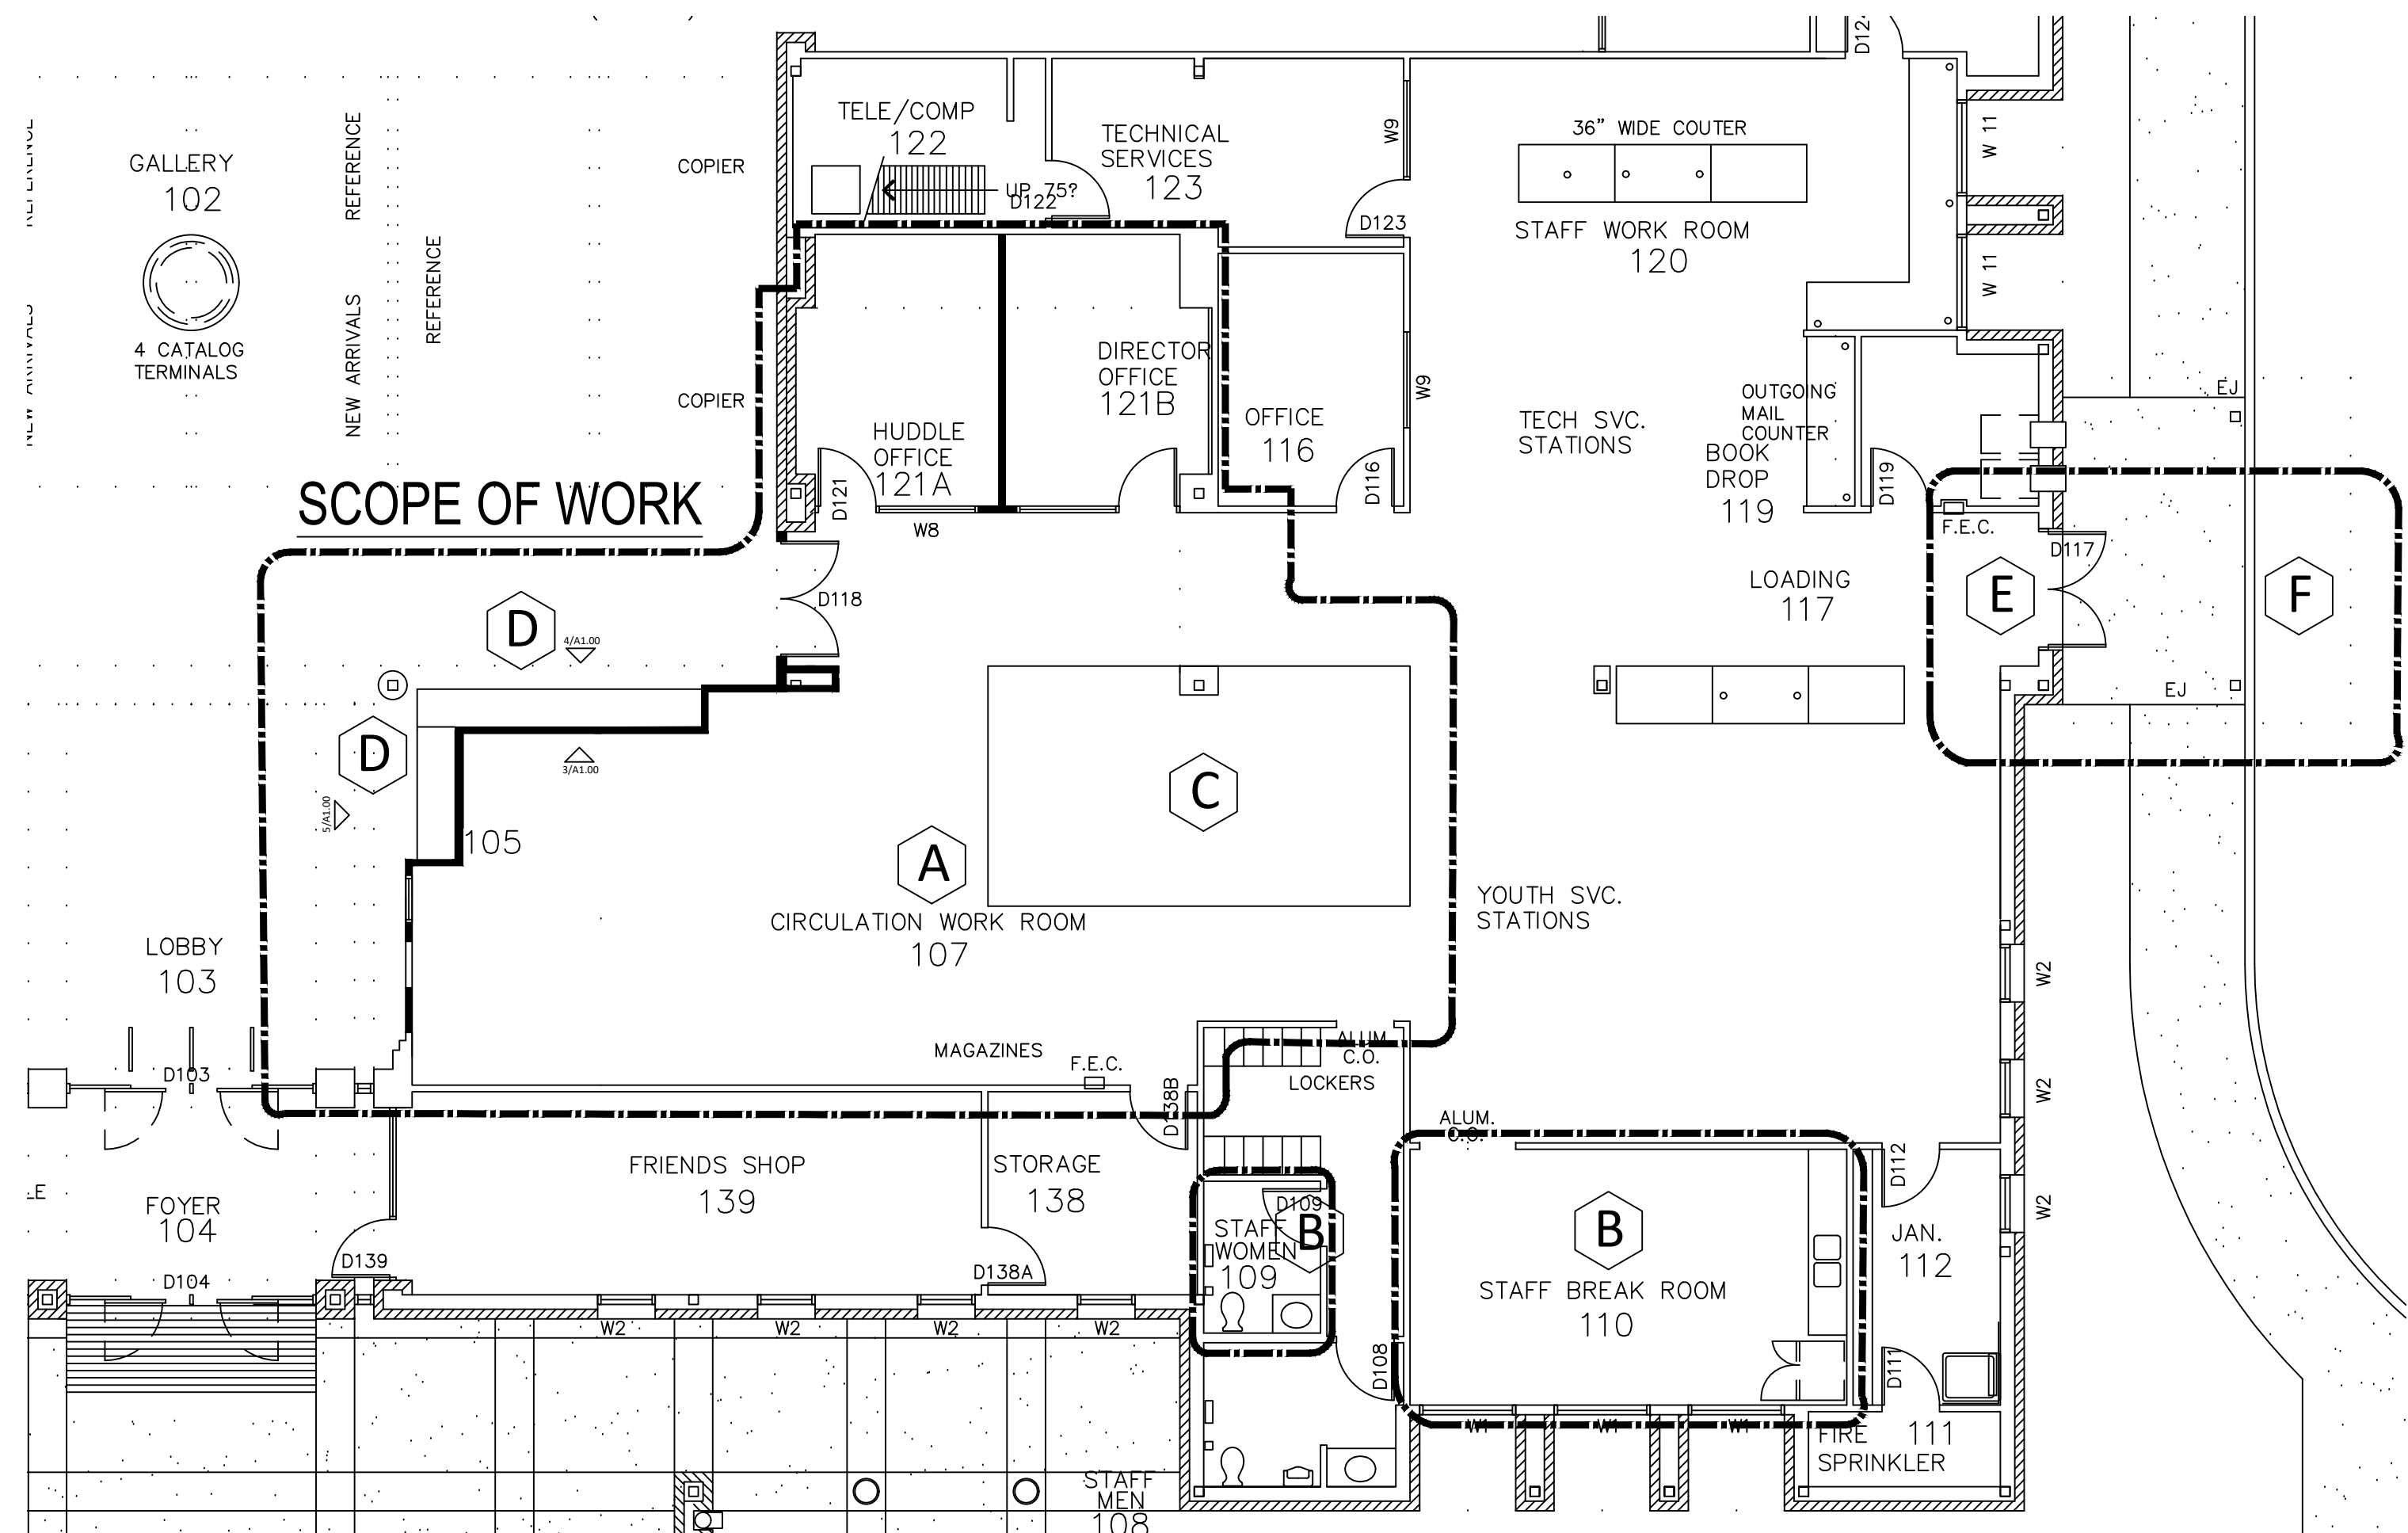 TELE/COMP
122
TECHNICAL
SERVICES
123
W9
D122
UP 75?
D123
36” WIDE COUTER
STAFF WORK ROOM
120
W 11
W 11
GALLERY
102
REFERENCE
REFERENCE
COPIER
4 CATALOG
TERMINALS
NEW ARRIVALS
NEW ARRIVALS
REFERENCE
COPIER
SCOPE OF WORK
HUDDLE
OFFICE
121A
DIRECTOR
OFFICE
121B
OFFICE
116
W9
D121
W8
D116
TECH SVC.
STATIONS
OUTGOING
MAIL
COUNTER
BOOK
DROP
119
D119
F.E.C.
D117
EJ
EJ
E
F
LOADING
117
D118
D
4/A1.00
D
3/A1.00
5/A1.00
105
C
A
CIRCULATION WORK ROOM
107
YOUTH SVC.
STATIONS
LOBBY
103
MAGAZINES
F.E.C.
D138B
ALUM.
C.O.
LOCKERS
D103
W2
W2
W2
ALUM.
C.O.
D112
FRIENDS SHOP
139
STORAGE
138
FOYER
104
D139
D104
D138A
D109
STAFF
WOMEN
109
B
B
STAFF BREAK ROOM
110
JAN.
112
D108
D111
W2
W2
W2
W2
W1
W1
W1
FIRE
SPRINKLER
111
STAFF
MEN
108